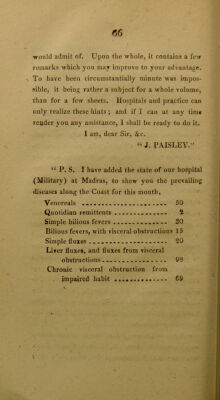 66
would admit of. Upon the whole, it contains a few
remarks which you may improve to your advantage.
To have been circumstantially minute was impos-
sible, it being rather a subject for a whole volume,
than for a few sheets. Hospitals and practice can
only realize these hints; and if I can at any time
render you any assistance, I shall be ready to do it.
I am, dear Sir, &c.
"J. PAISLEY."
"P. S. I have added the state of our hospital
(Military) at Madras, to shew you the prevailing
diseases along the Coast for this month.
Venereals - - - - - - - - - - - - - - - - - 50
Quotidian remittents - - - - - - - - - - - 2
Simple bilious fevers - - - - - - - - - - - 30
Bilious fevers, with visceral obstructions 15
Simple fluxes - - - - - - - - - - - - - - - 20
Liver fluxes, and fluxes from visceral
obstructions - - - - - - - - - - - - - 98
Chronic visceral obstruction from
impaired habit - - - - - - - - - - - - 69